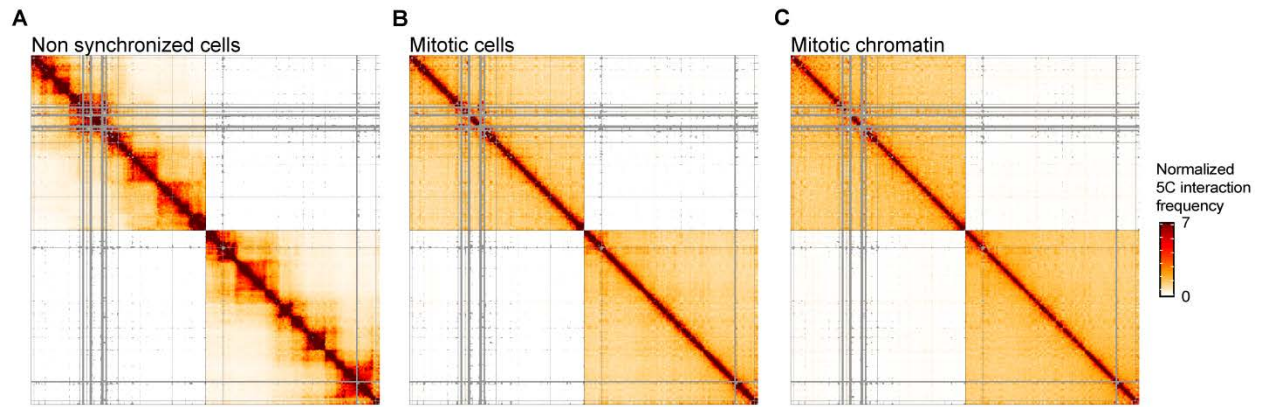 A
Non synchronized cells
B
Mitotic cells
C
Mitotic chromatin
Normalized
5C interaction
frequency
7
0